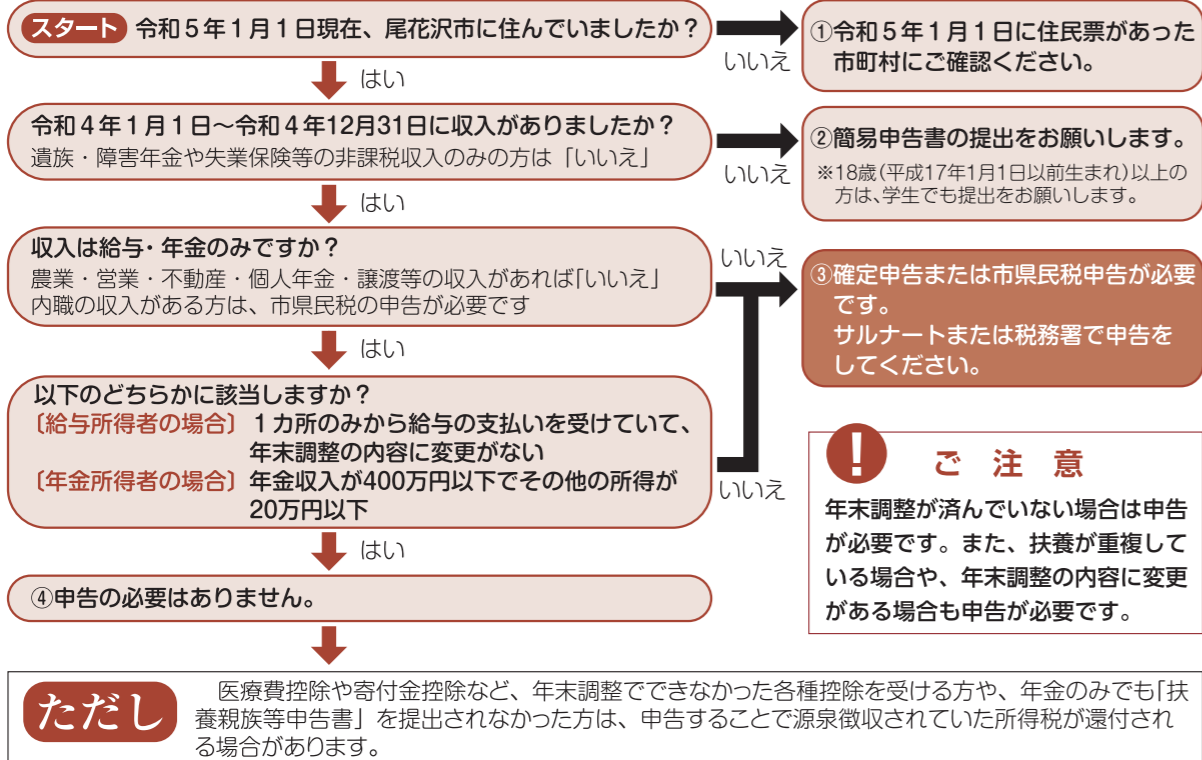 スタート 令和5年1月1日現在、尾花沢市に住んでいましたか?
いいえ
①令和5年1月1日に住民票があった
市町村にご確認ください。
はい
令和4年1月1日〜令和4年12月31日に収入がありましたか?
遺族・障害年金や失業保険等の非課税収入のみの方は「いいえ」
いいえ
②簡易申告書の提出をお願いします。
※18歳(平成17年1月1日以前生まれ)以上の
方は、学生でも提出をお願いします。
はい
収入は給与・年金のみですか?
農業・営業・不動産・個人年金・譲渡等の収入があれば「いいえ」
内職の収入がある方は、市県民税の申告が必要です
いいえ
③確定申告または市県民税申告が必要
です。
サルナートまたは税務署で申告を
してください。
はい
以下のどちらかに該当しますか?
〔給与所得者の場合〕1カ所のみから給与の支払いを受けていて、
年末調整の内容に変更がない
〔年金所得者の場合〕年金収入が400万円以下でその他の所得が
20万円以下
いいえ
はい
④申告の必要はありません。
! ご注意
年末調整が済んでいない場合は申告
が必要です。また、扶養が重複して
いる場合や、年末調整の内容に変更
がある場合も申告が必要です。
ただし
医療費控除や寄付金控除など、年末調整でできなかった各種控除を受ける方や、年金のみでも「扶
養親族等申告書」を提出されなかった方は、申告することで源泉徴収されていた所得税が還付され
る場合があります。